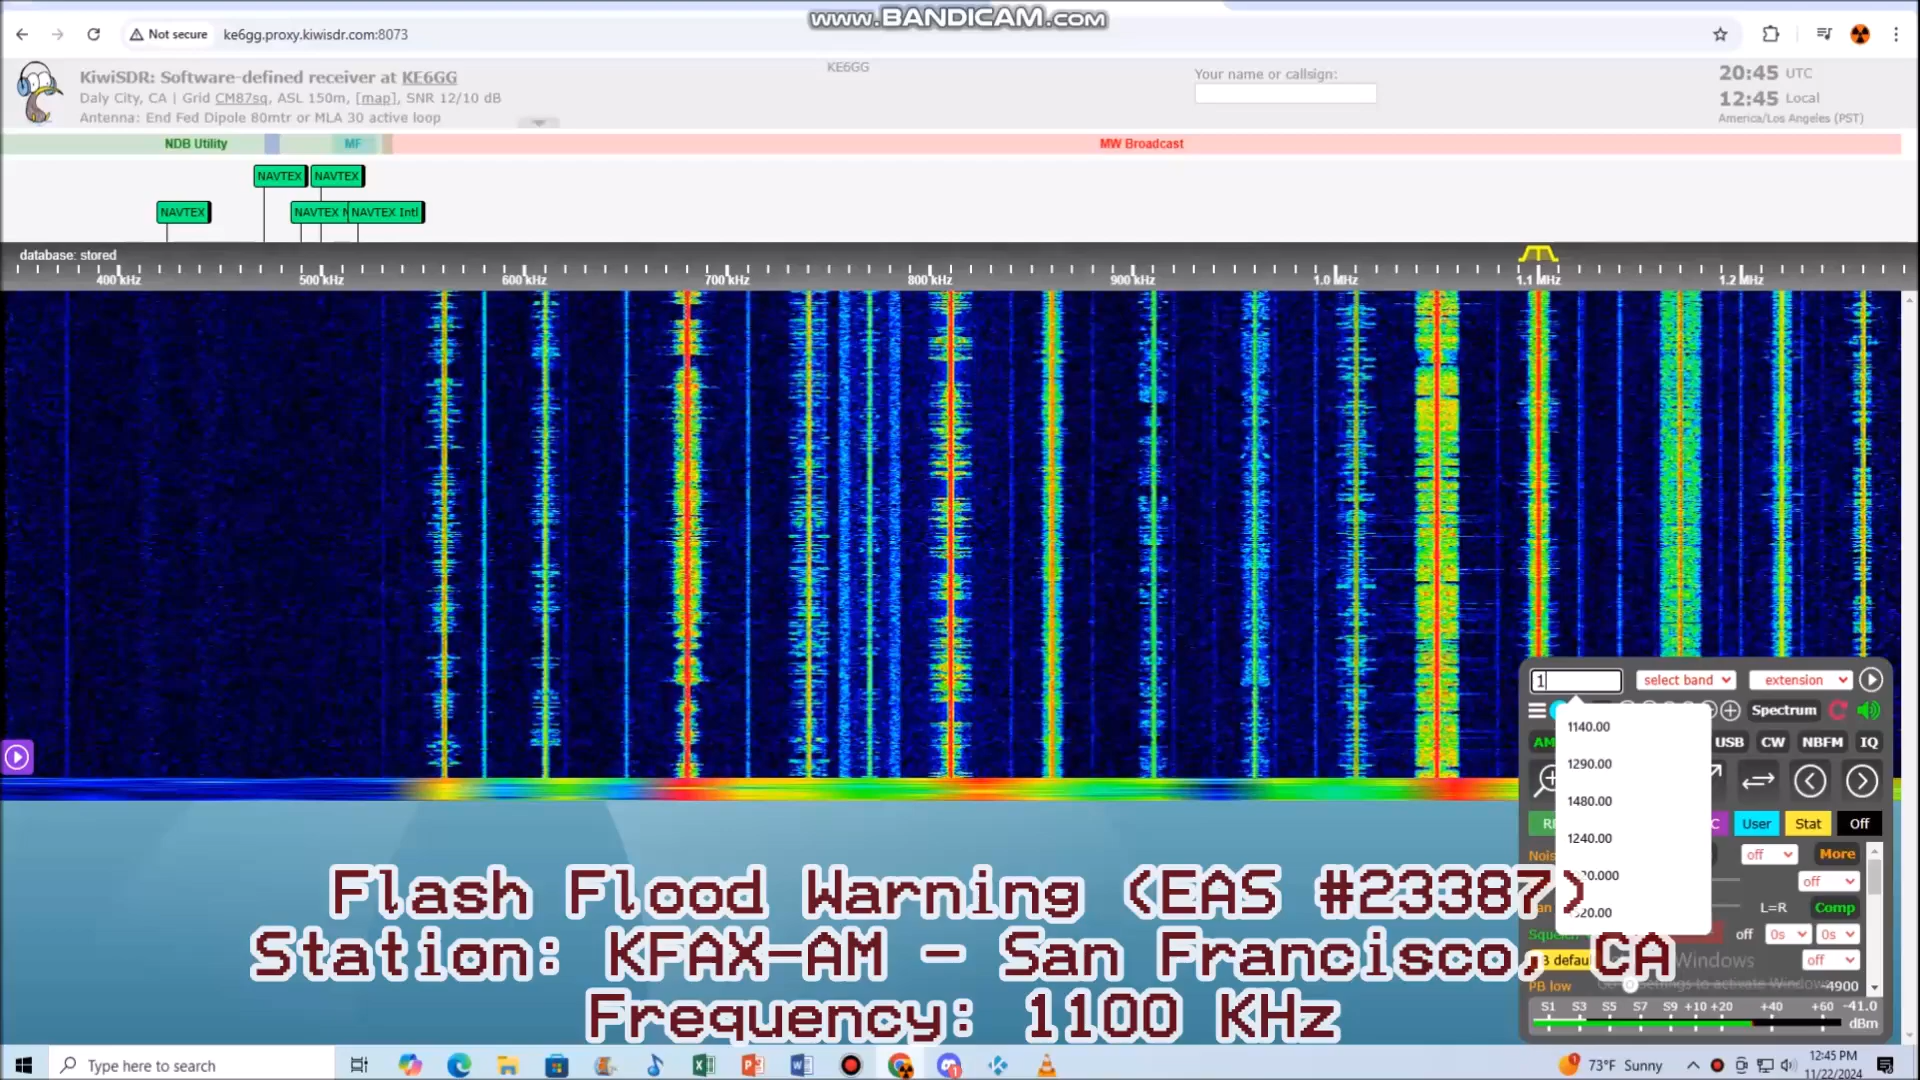 www.BANDICAM.com
Not secure
ke6gg.proxy.kiwisdr.com:8073
KiwiSDR: Software-defined receiver at KE6GG
Daly City, CA | Grid CM87sq, ASL 150m, [map], SNR 12/10 dB
Antenna: End Fed Dipole 80mtr or MLA 30 active loop
KE6GG
Your name or callsign:
20:45 UTC
12:45 Local
America/Los Angeles (PST)
NDB Utility
MF
MW Broadcast
NAVTEX NAVTEX
NAVTEX NAVTEX N NAVTEX Intl
database: stored
400 kHz 500 kHz 600 kHz 700 kHz 800 kHz 900 kHz 1.0 MHz 1.1 MHz 1.2 MHz
1 select band extension
Spectrum
1140.00
AM USB CW NBFM IQ
1290.00
1480.00
RF C User Stat Off
1240.00
Nois off More
off
L=R Comp
Squelch off 0s 0s
defau off
PB low -4900
S1 S3 S5 S7 S9 +10 +20 +40 +60 -41.0
dBm
Flash Flood Warning (EAS #23387)
Station: KFAX-AM - San Francisco, CA
Frequency: 1100 KHz
Type here to search
73°F Sunny
12:45 PM
11/22/2024